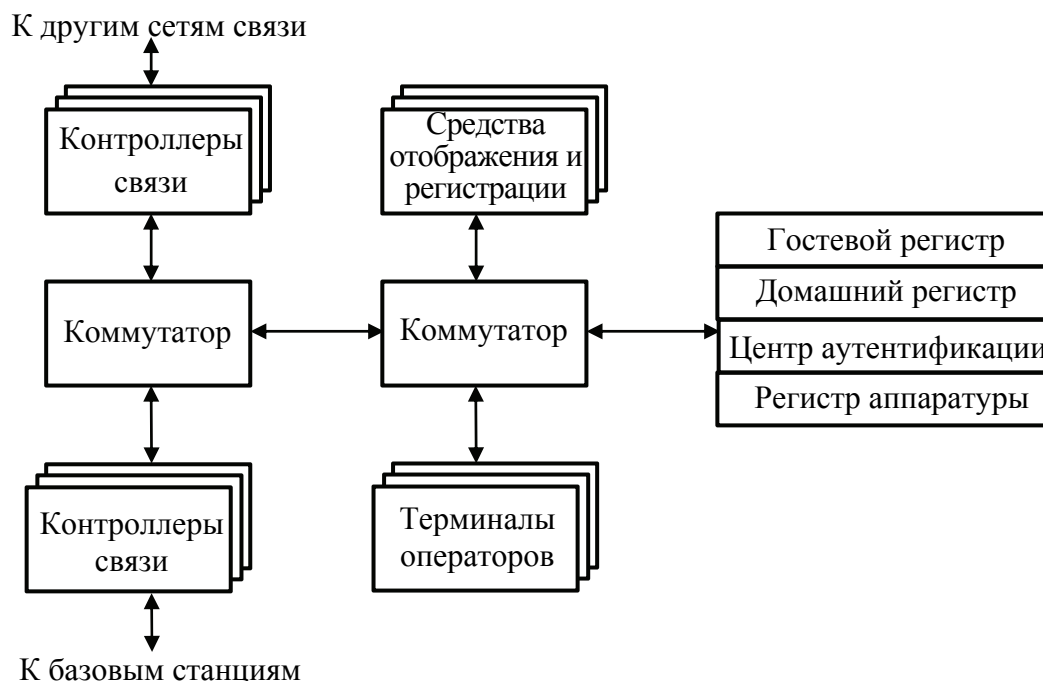 К другим сетям связи
Контроллеры
связи
Средства
отображения и
регистрации
Гостевой регистр
Домашний регистр
Центр аутентификации
Регистр аппаратуры
Коммутатор
Коммутатор
Контроллеры
связи
Терминалы
операторов
К базовым станциям